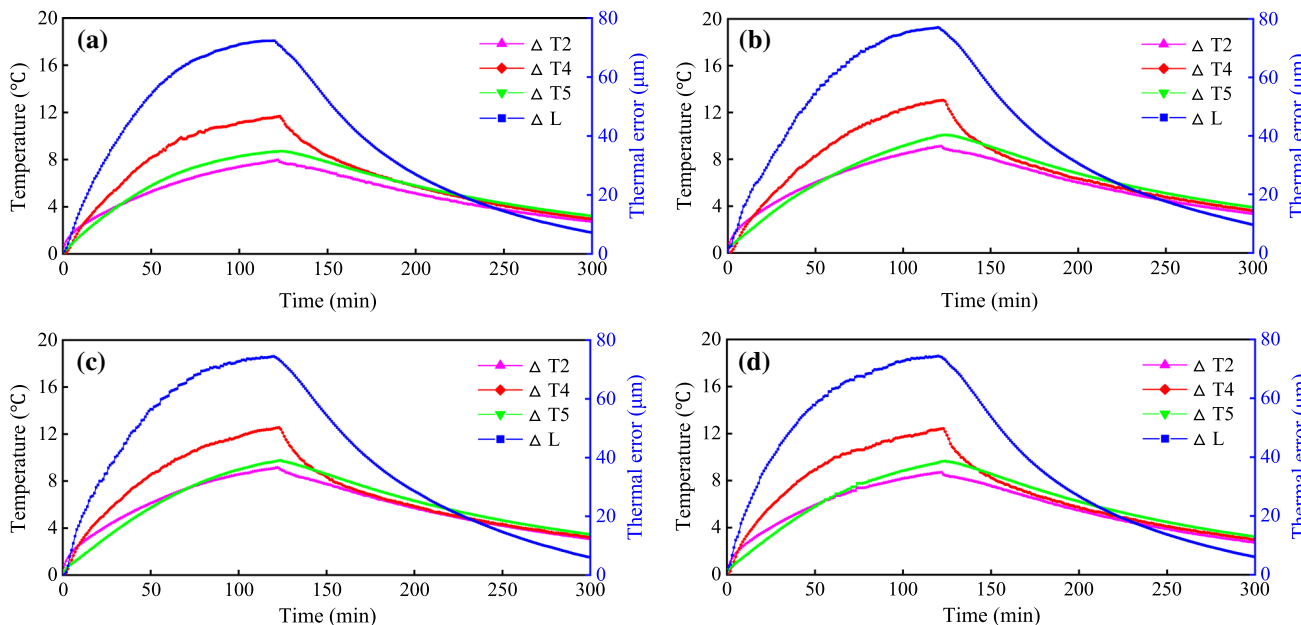 (a)
Temperature (℃)
20
16
12
8
4
0
0 50 100 150 200 250 300
Time (min)
80
60
40
20
0
Thermal error (μm)
△ T2
△ T4
△ T5
△ L
(b)
Temperature (℃)
20
16
12
8
4
0
0 50 100 150 200 250 300
Time (min)
80
60
40
20
0
Thermal error (μm)
△ T2
△ T4
△ T5
△ L
(c)
Temperature (℃)
20
16
12
8
4
0
0 50 100 150 200 250 300
Time (min)
80
60
40
20
0
Thermal error (μm)
△ T2
△ T4
△ T5
△ L
(d)
Temperature (℃)
20
16
12
8
4
0
0 50 100 150 200 250 300
Time (min)
80
60
40
20
0
Thermal error (μm)
△ T2
△ T4
△ T5
△ L